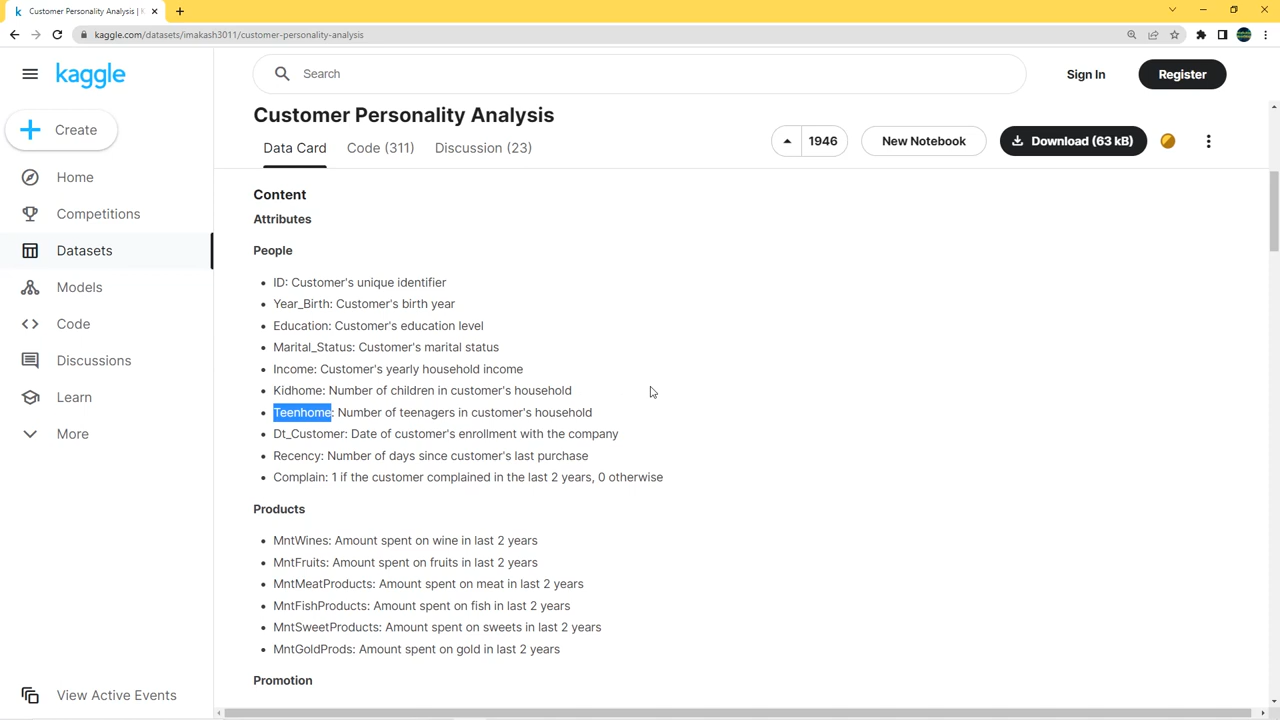 Customer Personality Analysis |
kaggle.com/datasets/imakash3011/customer-personality-analysis
kaggle
Search
Sign In
Register
Create
Home
Competitions
Datasets
Models
Code
Discussions
Learn
More
View Active Events
Customer Personality Analysis
1946
New Notebook
Download (63 kB)
Data Card
Code (311)
Discussion (23)
Content
Attributes
People
ID: Customer's unique identifier
Year_Birth: Customer's birth year
Education: Customer's education level
Marital_Status: Customer's marital status
Income: Customer's yearly household income
Kidhome: Number of children in customer's household
Teenhome: Number of teenagers in customer's household
Dt_Customer: Date of customer's enrollment with the company
Recency: Number of days since customer's last purchase
Complain: 1 if the customer complained in the last 2 years, 0 otherwise
Products
MntWines: Amount spent on wine in last 2 years
MntFruits: Amount spent on fruits in last 2 years
MntMeatProducts: Amount spent on meat in last 2 years
MntFishProducts: Amount spent on fish in last 2 years
MntSweetProducts: Amount spent on sweets in last 2 years
MntGoldProds: Amount spent on gold in last 2 years
Promotion